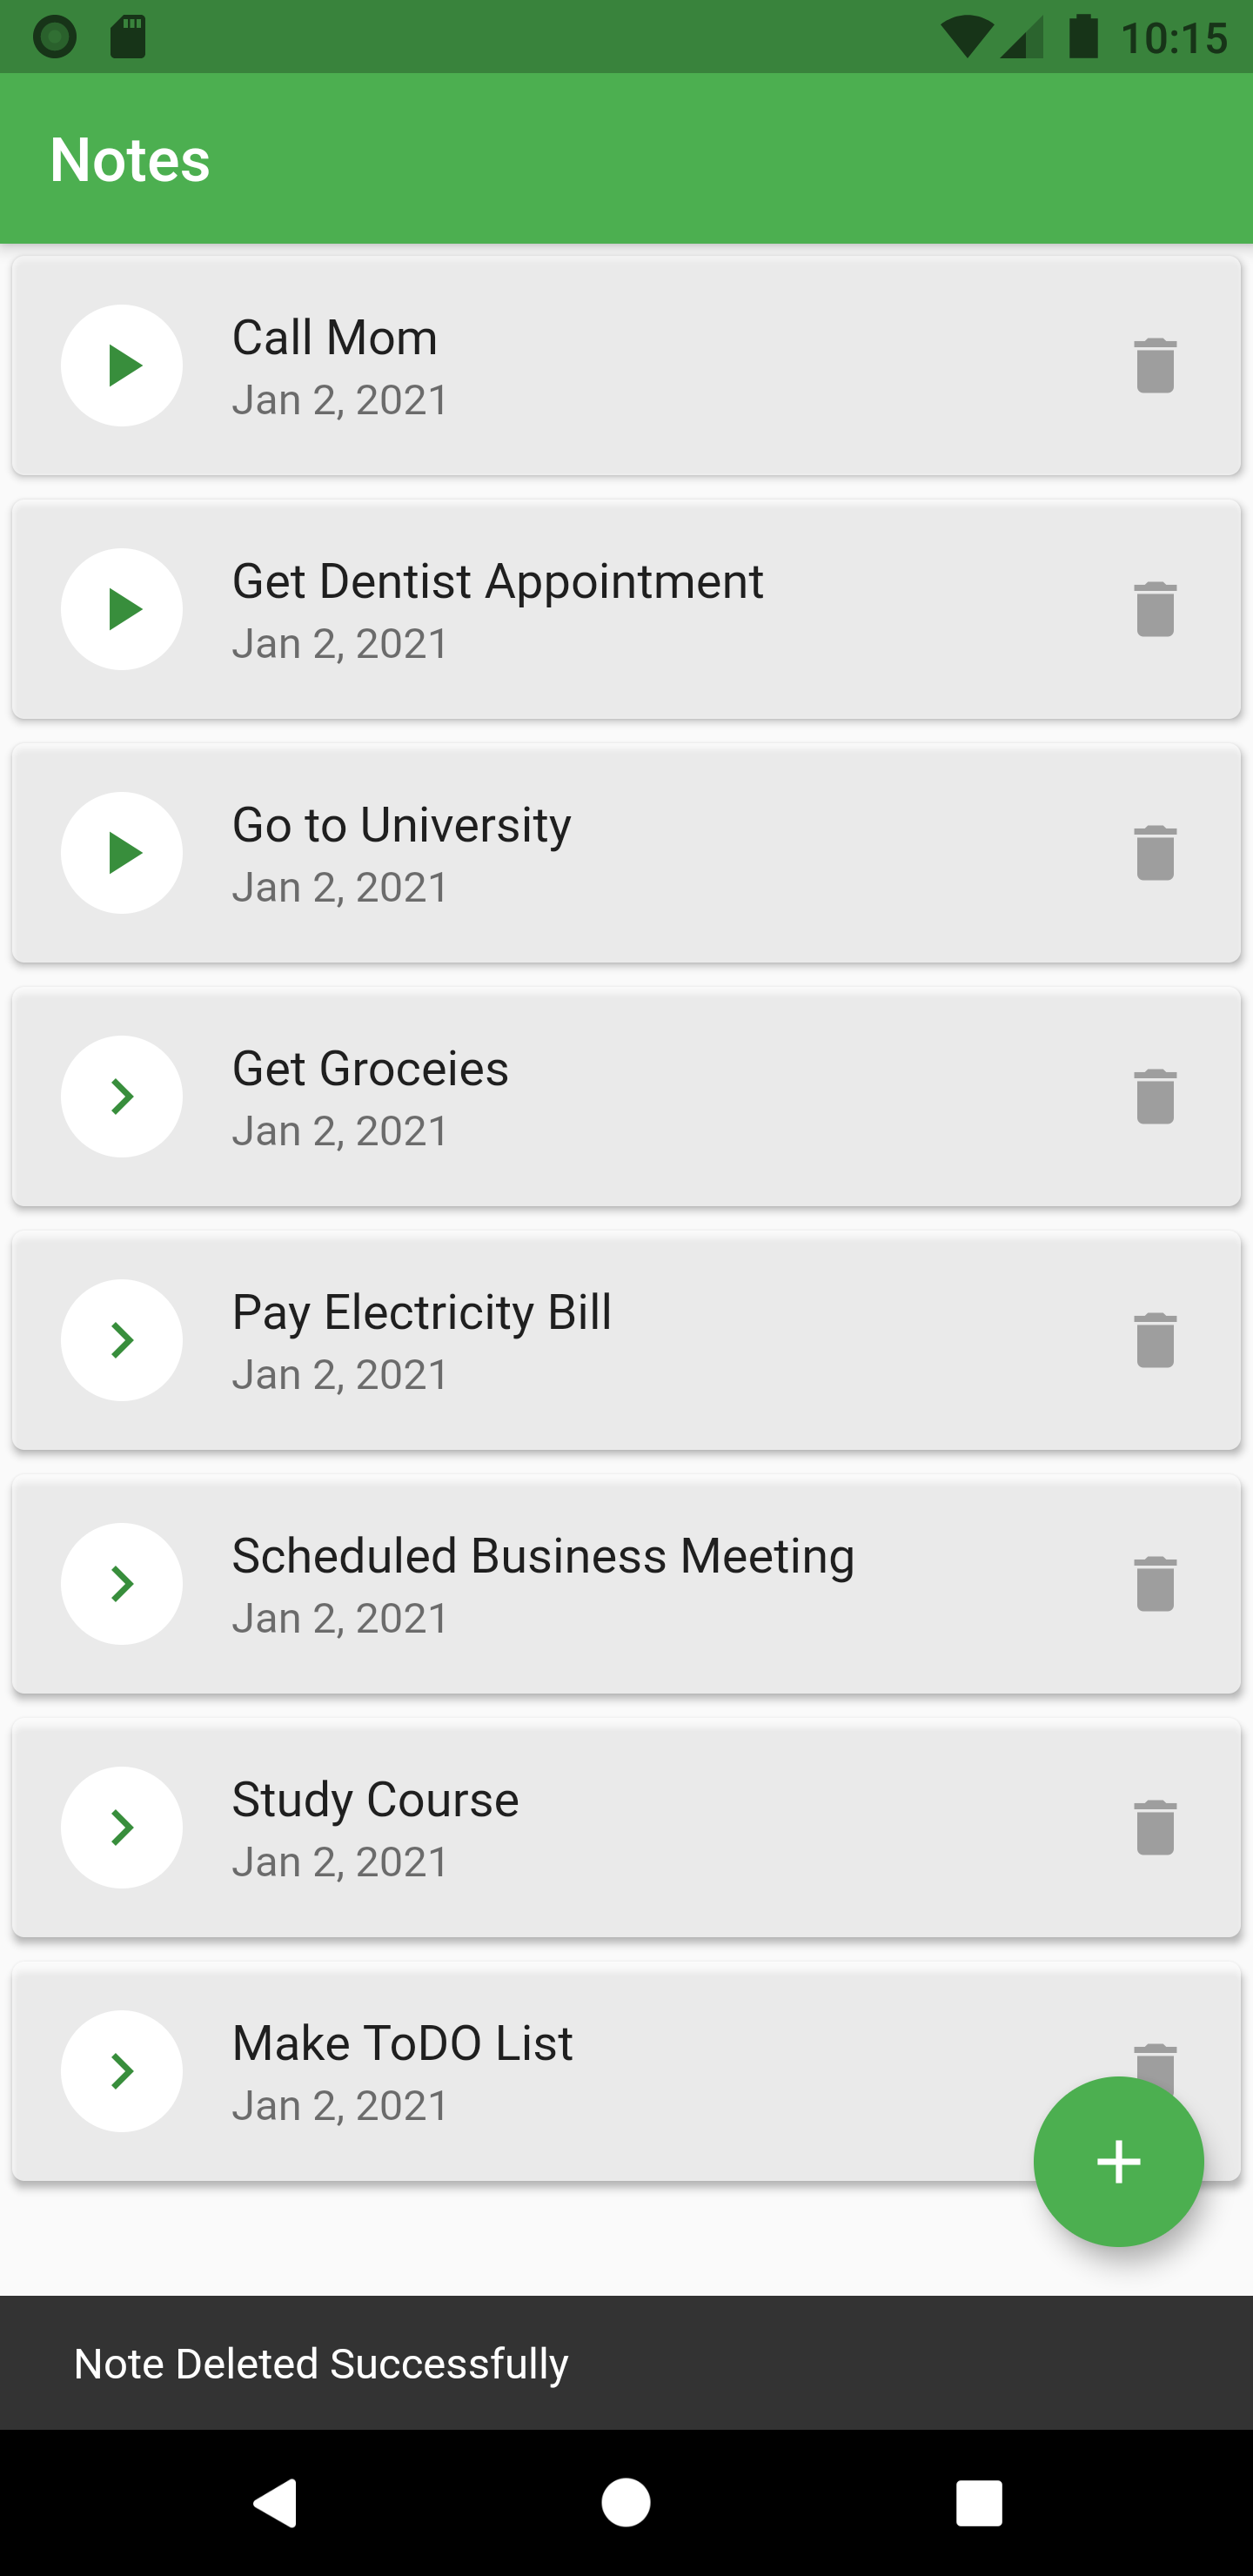 10:15
Notes
Call Mom
Jan 2, 2021
Get Dentist Appointment
Jan 2, 2021
Go to University
Jan 2, 2021
Get Groceies
Jan 2, 2021
Pay Electricity Bill
Jan 2, 2021
Scheduled Business Meeting
Jan 2, 2021
Study Course
Jan 2, 2021
Make ToDO List
Jan 2, 2021
Note Deleted Successfully